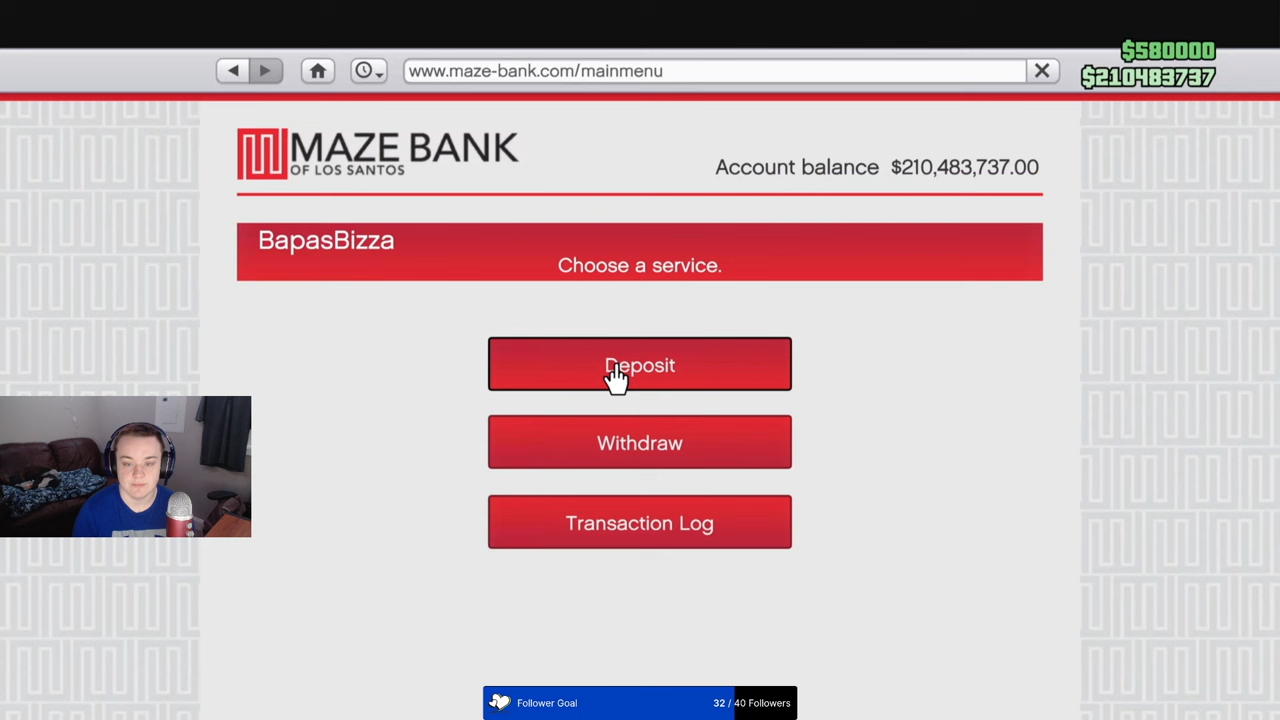 $580000
www.maze-bank.com/mainmenu
$210483737
MAZE BANK
OF LOS SANTOS
Account balance $210,483,737.00
BapasBizza
Choose a service.
Deposit
Withdraw
Transaction Log
Follower Goal 32 / 40 Followers